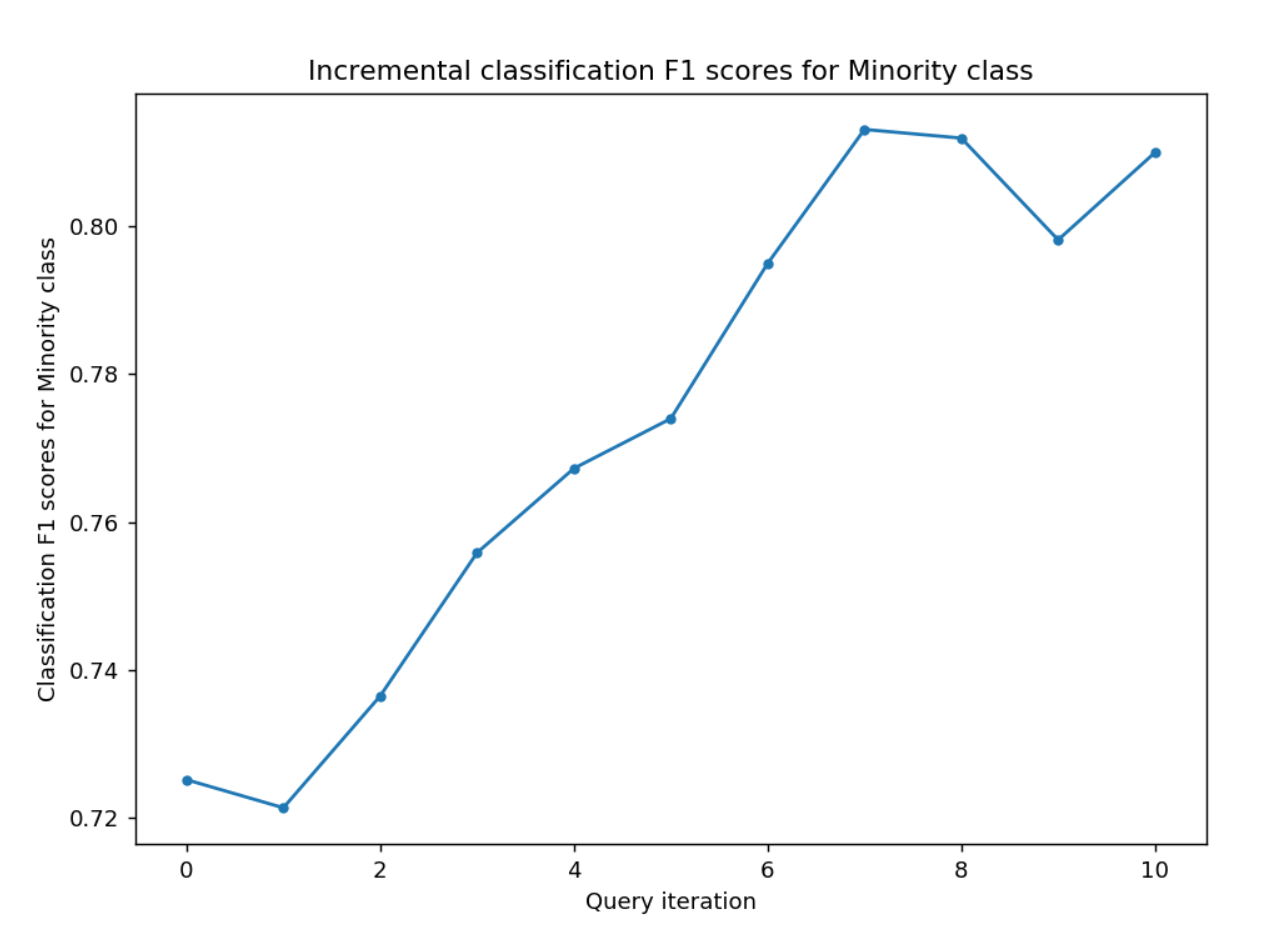 Incremental classification F1 scores for Minority class
Classification F1 scores for Minority class
0.80
0.78
0.76
0.74
0.72
0 2 4 6 8 10
Query iteration